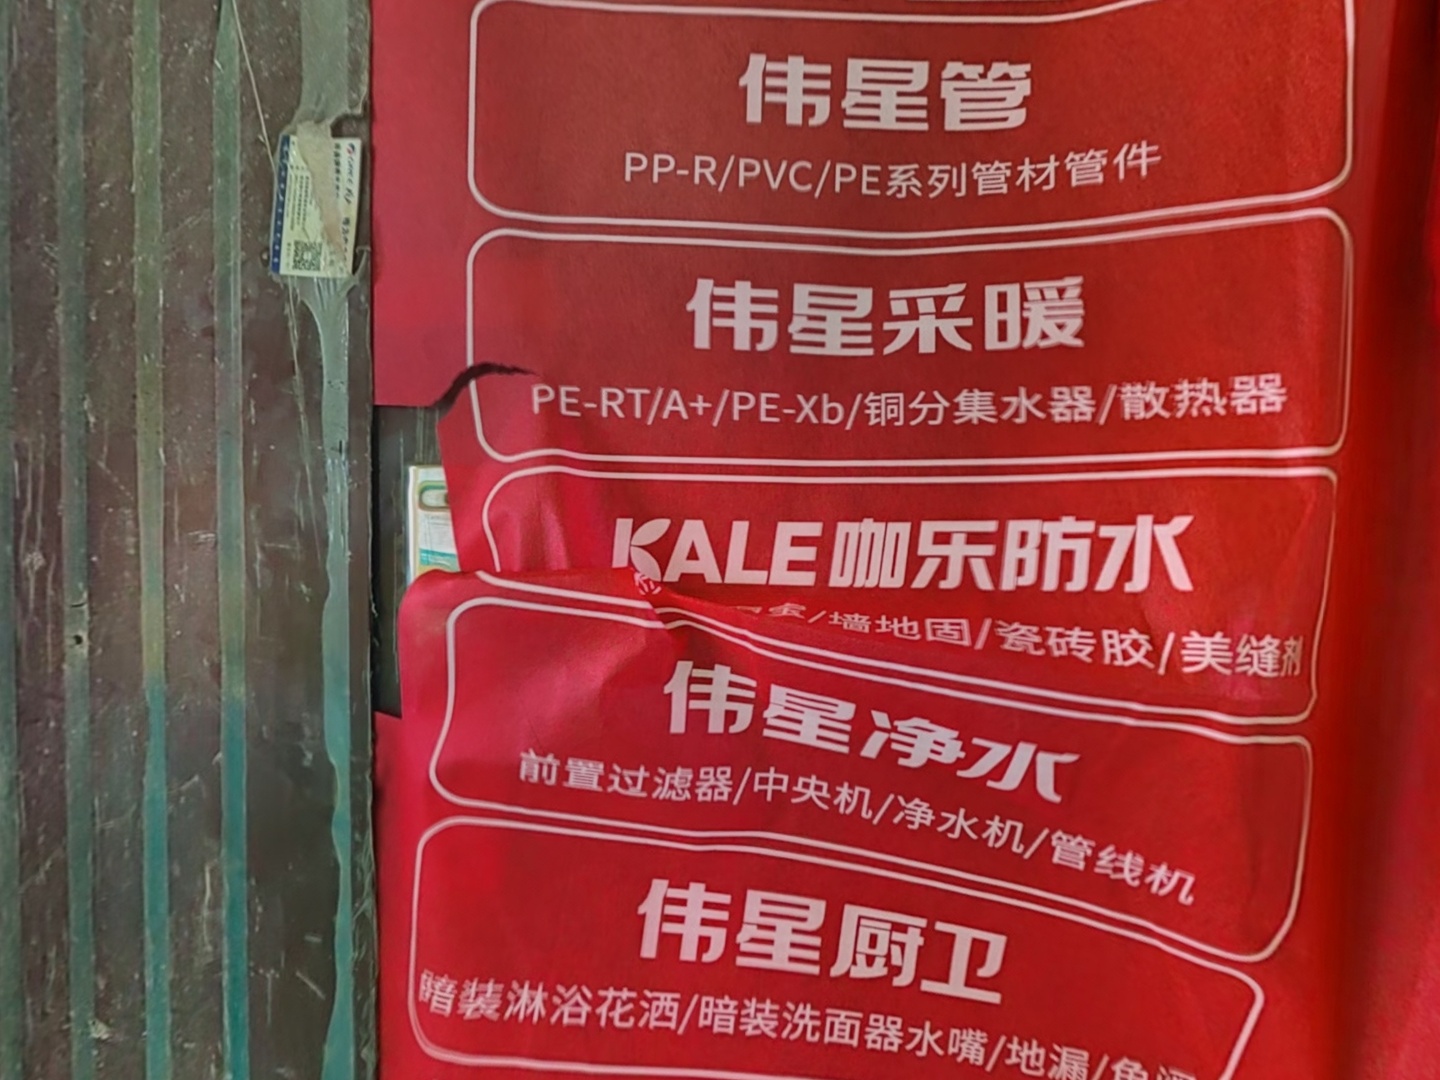 伟星管
PP-R/PVC/PE系列管材管件
伟星采暖
PE-RT/A+/PE-Xb/铜分集水器/散热器
KALE咖乐防水
/墙地固/瓷砖胶/美缝剂
伟星净水
前置过滤器/中央机/净水机/管线机
伟星厨卫
暗装淋浴花洒/暗装洗面器水嘴/地漏/角